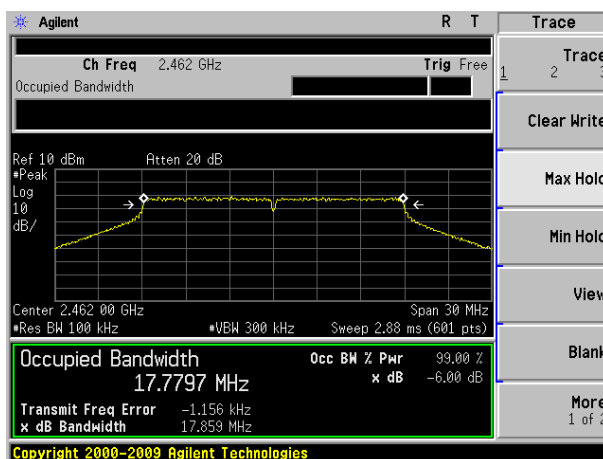 Agilent R T Trace
Ch Freq 2.462 GHz Trig Free
Occupied Bandwidth
Trace
1 2 3
Clear Write
Max Hold
Min Hold
View
Blank
More
1 of 2
Ref 10 dBm Atten 20 dB
#Peak
Log
10
dB/
Center 2.462 00 GHz Span 30 MHz
#Res BW 100 kHz #VBW 300 kHz Sweep 2.88 ms (601 pts)
Occupied Bandwidth
17.7797 MHz
Occ BW % Pwr 99.00 %
x dB -6.00 dB
Transmit Freq Error -1.156 kHz
x dB Bandwidth 17.859 MHz
Copyright 2000-2009 Agilent Technologies